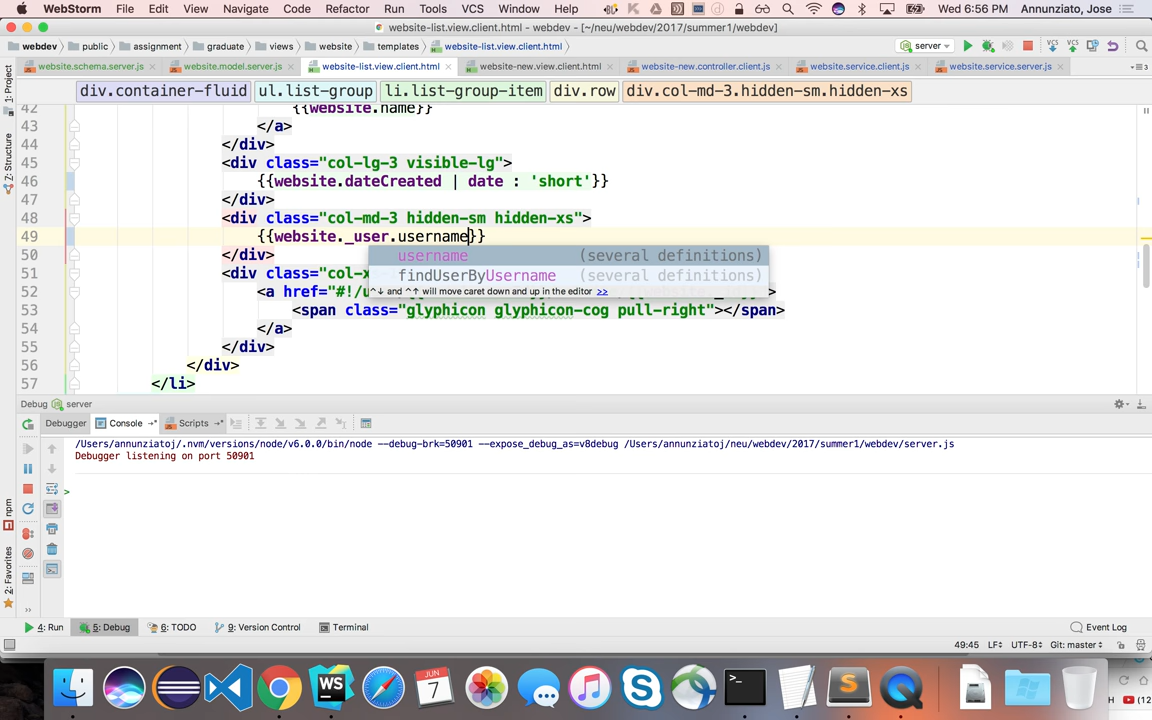 WebStorm File Edit View Navigate Code Refactor Run Tools VCS Window Help Wed 6:56 PM Annunziato, Jose
website-list.view.client.html - webdev - [~/neu/webdev/2017/summer1/webdev]
webdev public assignment graduate views website templates website-list.view.client.html server
website.schema.server.js website.model.server.js website-list.view.client.html website-new.view.client.html website-new.controller.client.js website.service.client.js website.service.server.js
div.container-fluid ul.list-group li.list-group-item div.row div.col-md-3.hidden-sm.hidden-xs
1: Project
7: Structure
npm
2: Favorites
42 {{website.name}}
43 </a>
44 </div>
45 <div class="col-lg-3 visible-lg">
46 {{website.dateCreated | date : 'short'}}
47 </div>
48 <div class="col-md-3 hidden-sm hidden-xs">
49 {{website._user.username}}
50 </div>
username (several definitions)
51 <div class="col-x
findUserByUsername (several definitions)
52 <a href="#!/u
^↓ and ^↑ will move caret down and up in the editor >>
53 <span class="glyphicon glyphicon-cog pull-right"></span>
54 </a>
55 </div>
56 </div>
57 </li>
Debug server
Debugger Console Scripts
/Users/annunziatoj/.nvm/versions/node/v6.0.0/bin/node --debug-brk=50901 --expose_debug_as=v8debug /Users/annunziatoj/neu/webdev/2017/summer1/webdev/server.js
Debugger listening on port 50901
>
4: Run 5: Debug 6: TODO 9: Version Control Terminal Event Log
49:45 LF UTF-8 Git: master
JUN
7
WS